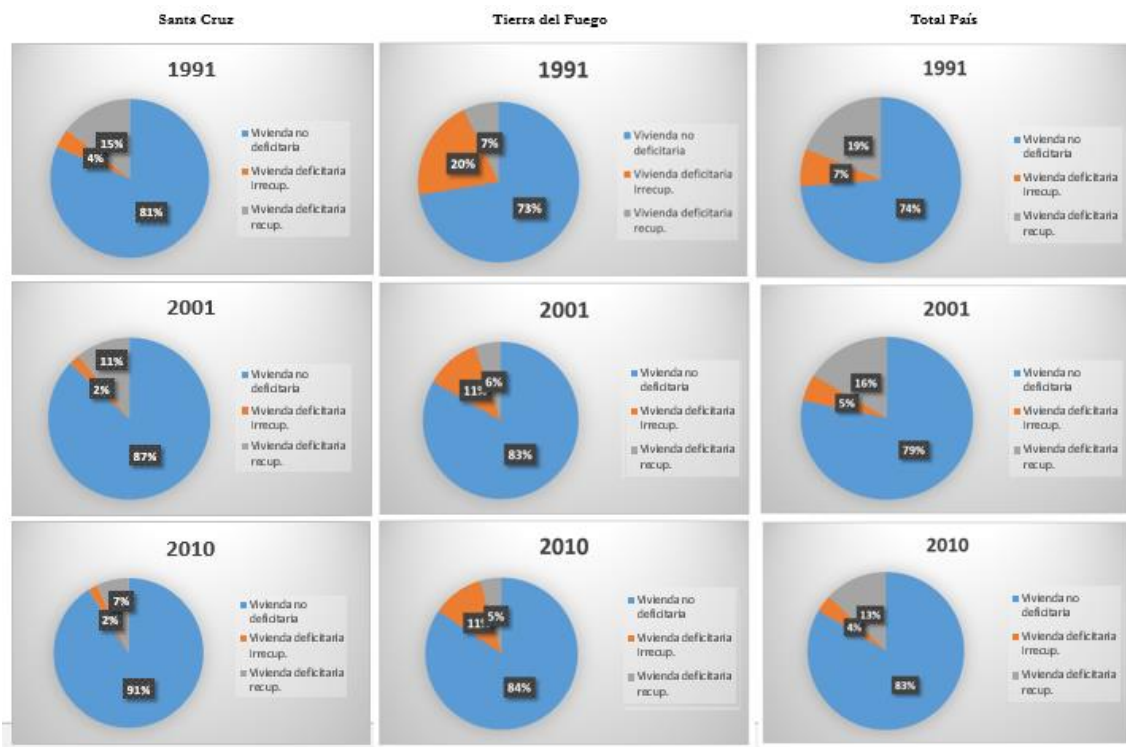 Santa Cruz
Tierra del Fuego
Total País
1991
15%
4%
81%
Vivienda no
deficitaria
Vivienda deficitaria
Irrecup.
Vivienda deficitaria
recup.
1991
7%
20%
73%
Vivienda no
deficitaria
Vivienda deficitaria
Irrecup.
Vivienda deficitaria
recup.
1991
19%
7%
74%
Vivienda no
deficitaria
Vivienda deficitaria
Irrecup.
Vivienda deficitaria
recup.
2001
11%
2%
87%
Vivienda no
deficitaria
Vivienda deficitaria
Irrecup.
Vivienda deficitaria
recup.
2001
6%
11%
83%
Vivienda no
deficitaria
Vivienda deficitaria
Irrecup.
Vivienda deficitaria
recup.
2001
16%
5%
79%
Vivienda no
deficitaria
Vivienda deficitaria
Irrecup.
Vivienda deficitaria
recup.
2010
7%
2%
91%
Vivienda no
deficitaria
Vivienda deficitaria
Irrecup.
Vivienda deficitaria
recup.
2010
5%
11%
84%
Vivienda no
deficitaria
Vivienda deficitaria
Irrecup.
Vivienda deficitaria
recup.
2010
13%
4%
83%
Vivienda no
deficitaria
Vivienda deficitaria
Irrecup.
Vivienda deficitaria
recup.